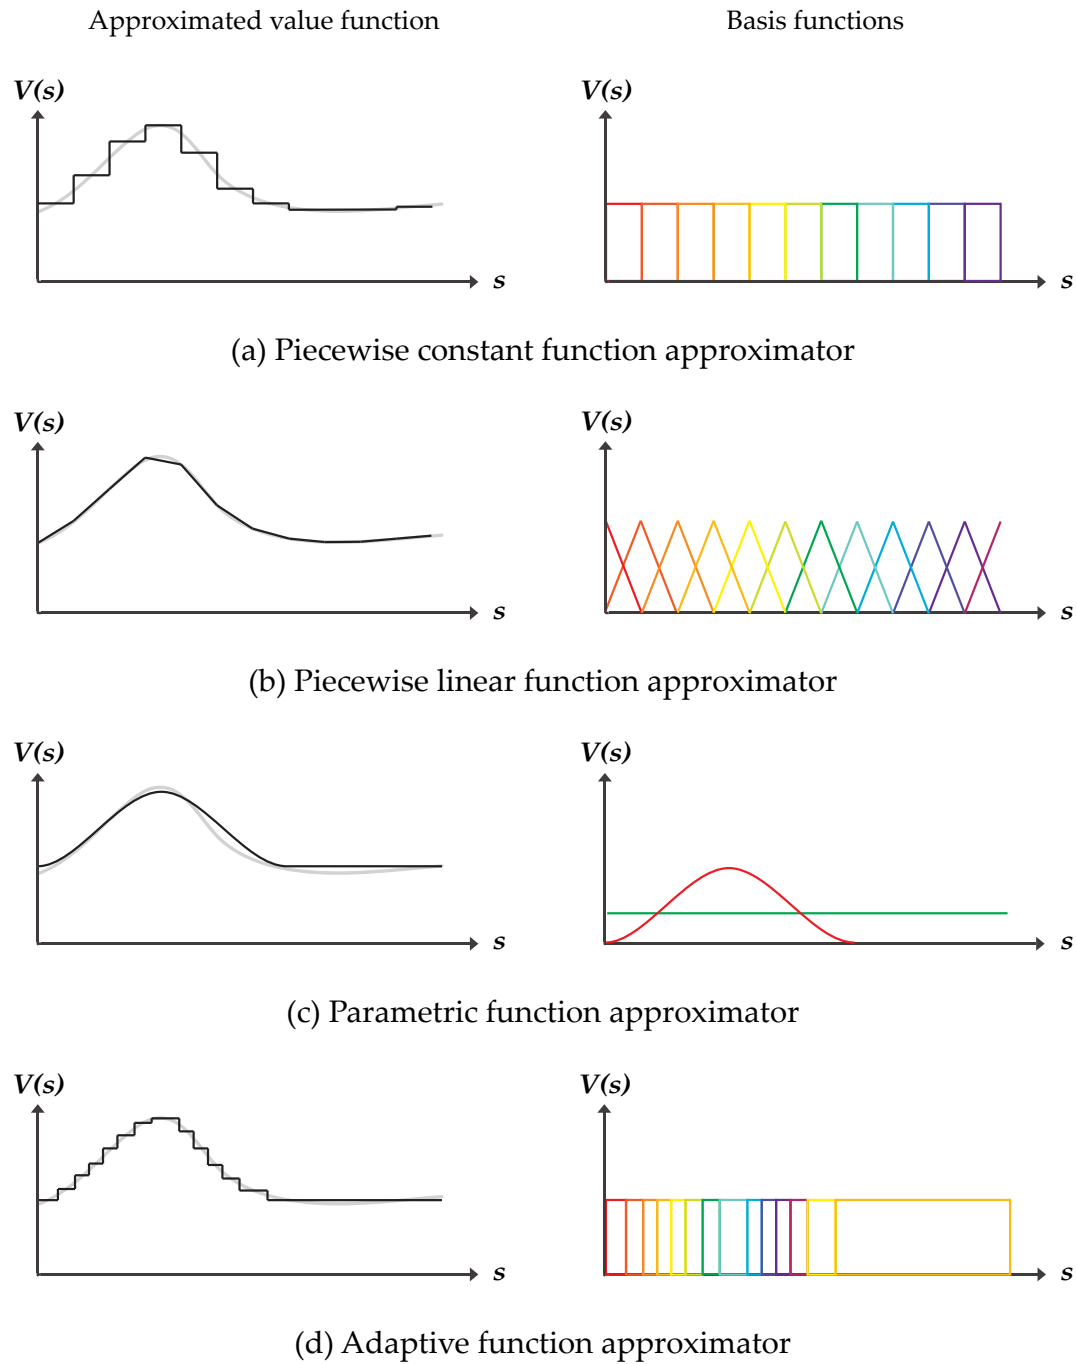 Approximated value function Basis functions
V(s) V(s)
s s
(a) Piecewise constant function approximator
V(s) V(s)
s s
(b) Piecewise linear function approximator
V(s) V(s)
s s
(c) Parametric function approximator
V(s) V(s)
s s
(d) Adaptive function approximator